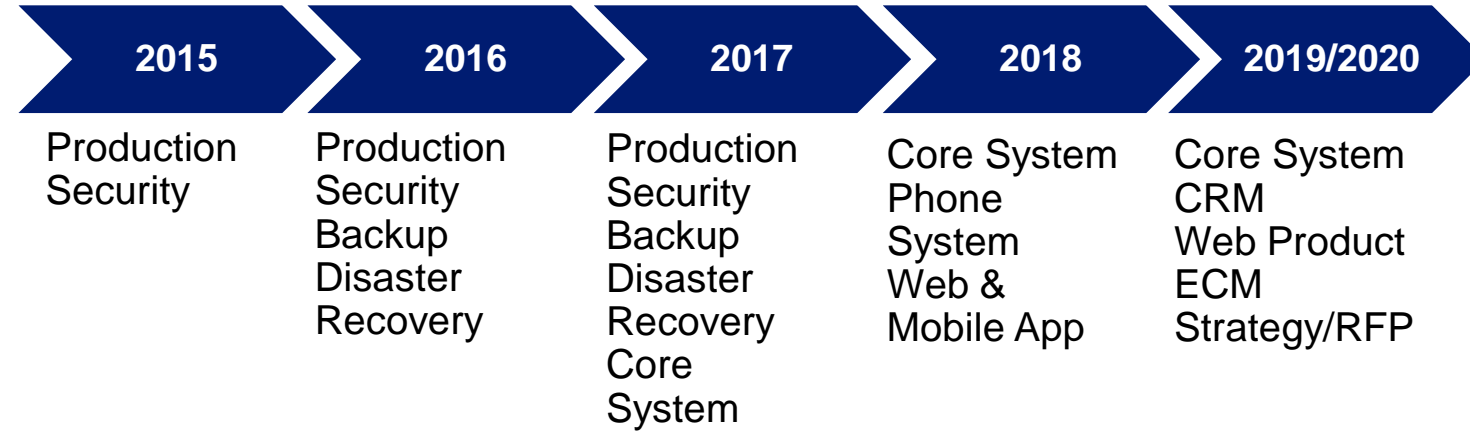 2015
Production
Security
2016
Production
Security
Backup
Disaster
Recovery
2017
Production
Security
Backup
Disaster
Recovery
Core
System
2018
Core System
Phone
System
Web &
Mobile App
2019/2020
Core System
CRM
Web Product
ECM
Strategy/RFP